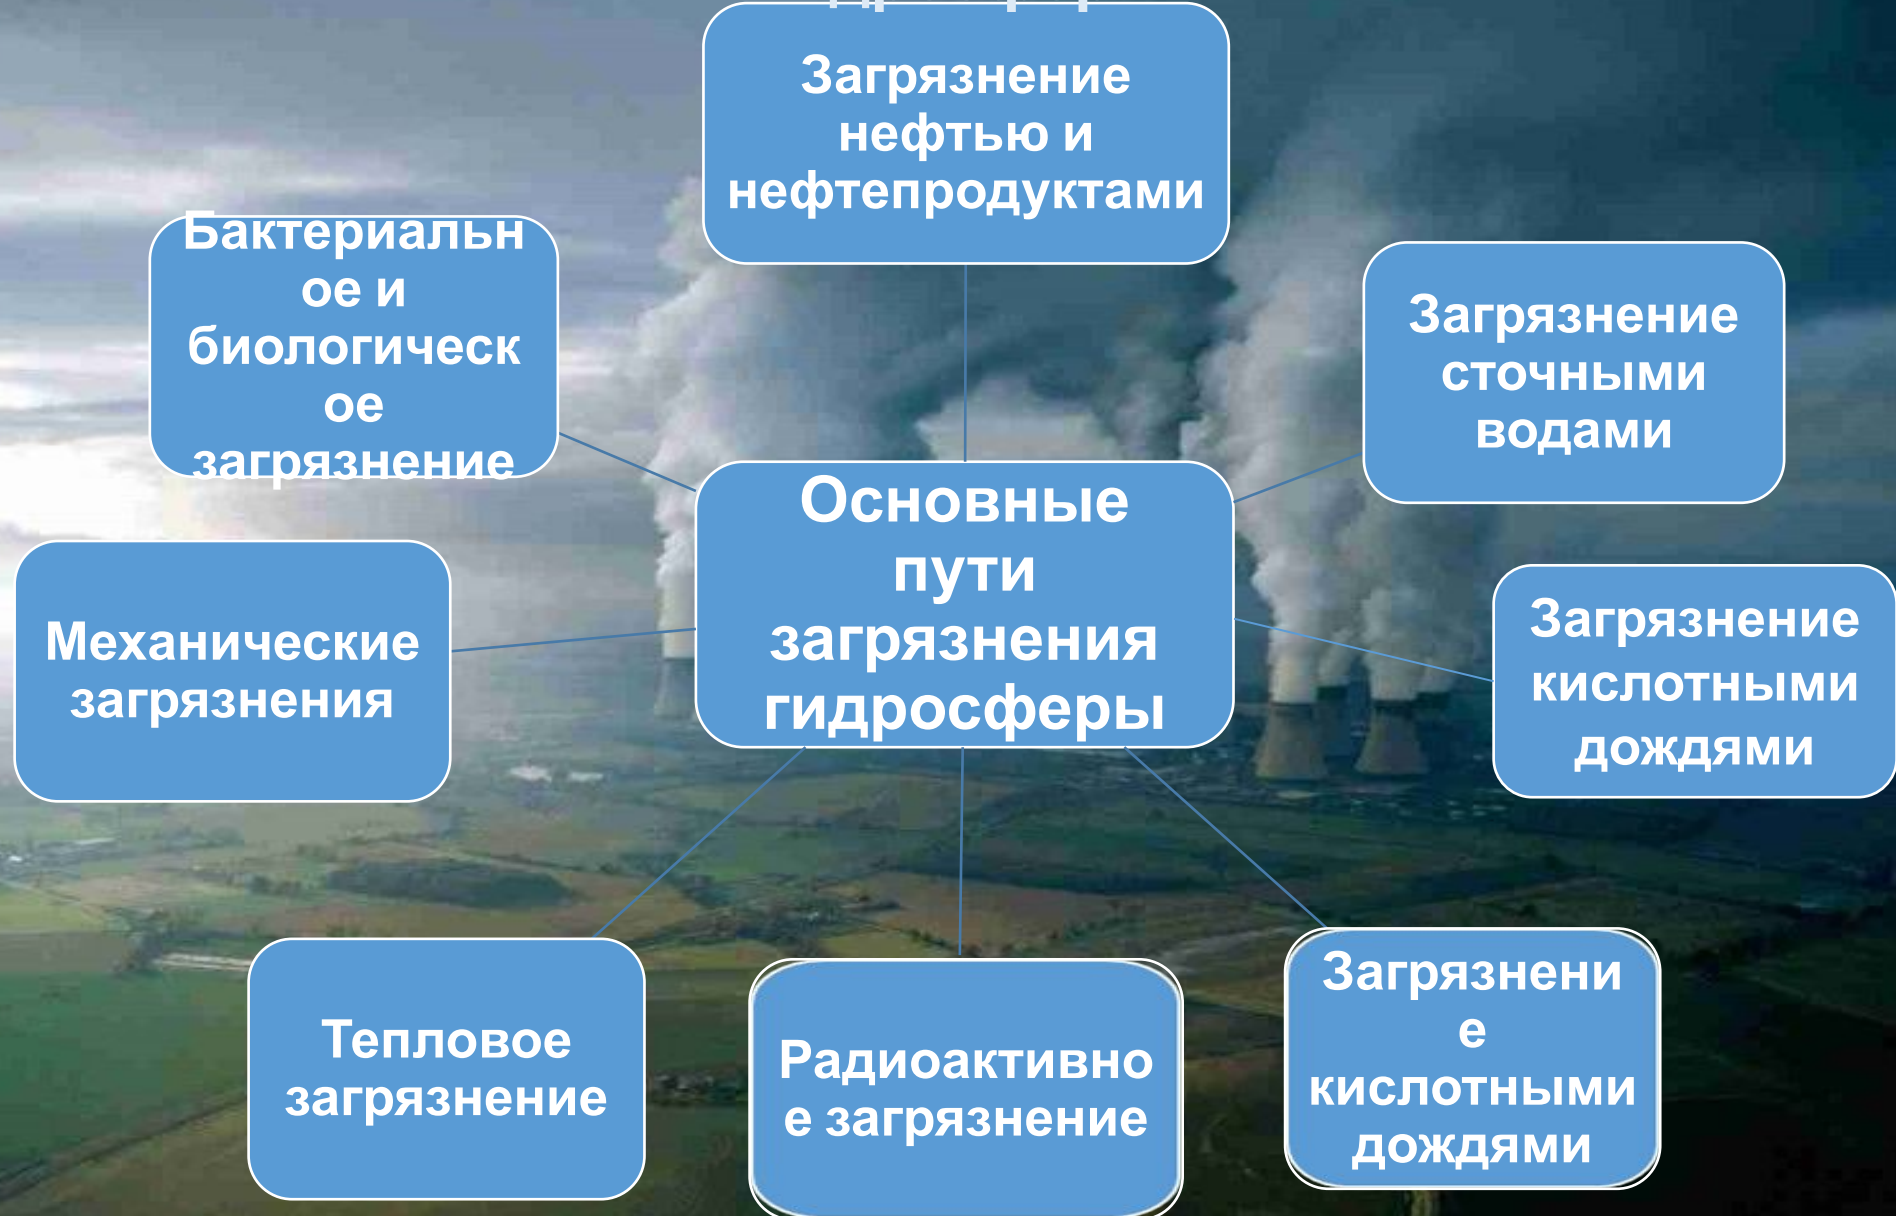 Загрязнение
нефтью и
нефтепродуктами
Бактериальн
ое и
биологическ
ое
загрязнение
Загрязнение
сточными
водами
Основные
пути
загрязнения
гидросферы
Механические
загрязнения
Загрязнение
кислотными
дождями
Тепловое
загрязнение
Радиоактивно
е загрязнение
Загрязнени
е
кислотными
дождями